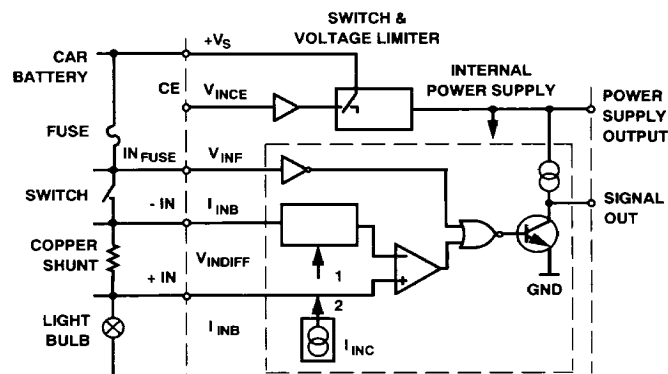 SWITCH &
VOLTAGE LIMITER
+VS
CAR
BATTERY
CE
VINCE
INTERNAL
POWER SUPPLY
POWER
SUPPLY
OUTPUT
FUSE
INFUSE
VINF
SWITCH
- IN
IINB
SIGNAL
OUT
COPPER
SHUNT
VINDIFF
1
+ IN
2
GND
LIGHT
BULB
IINB
IINC